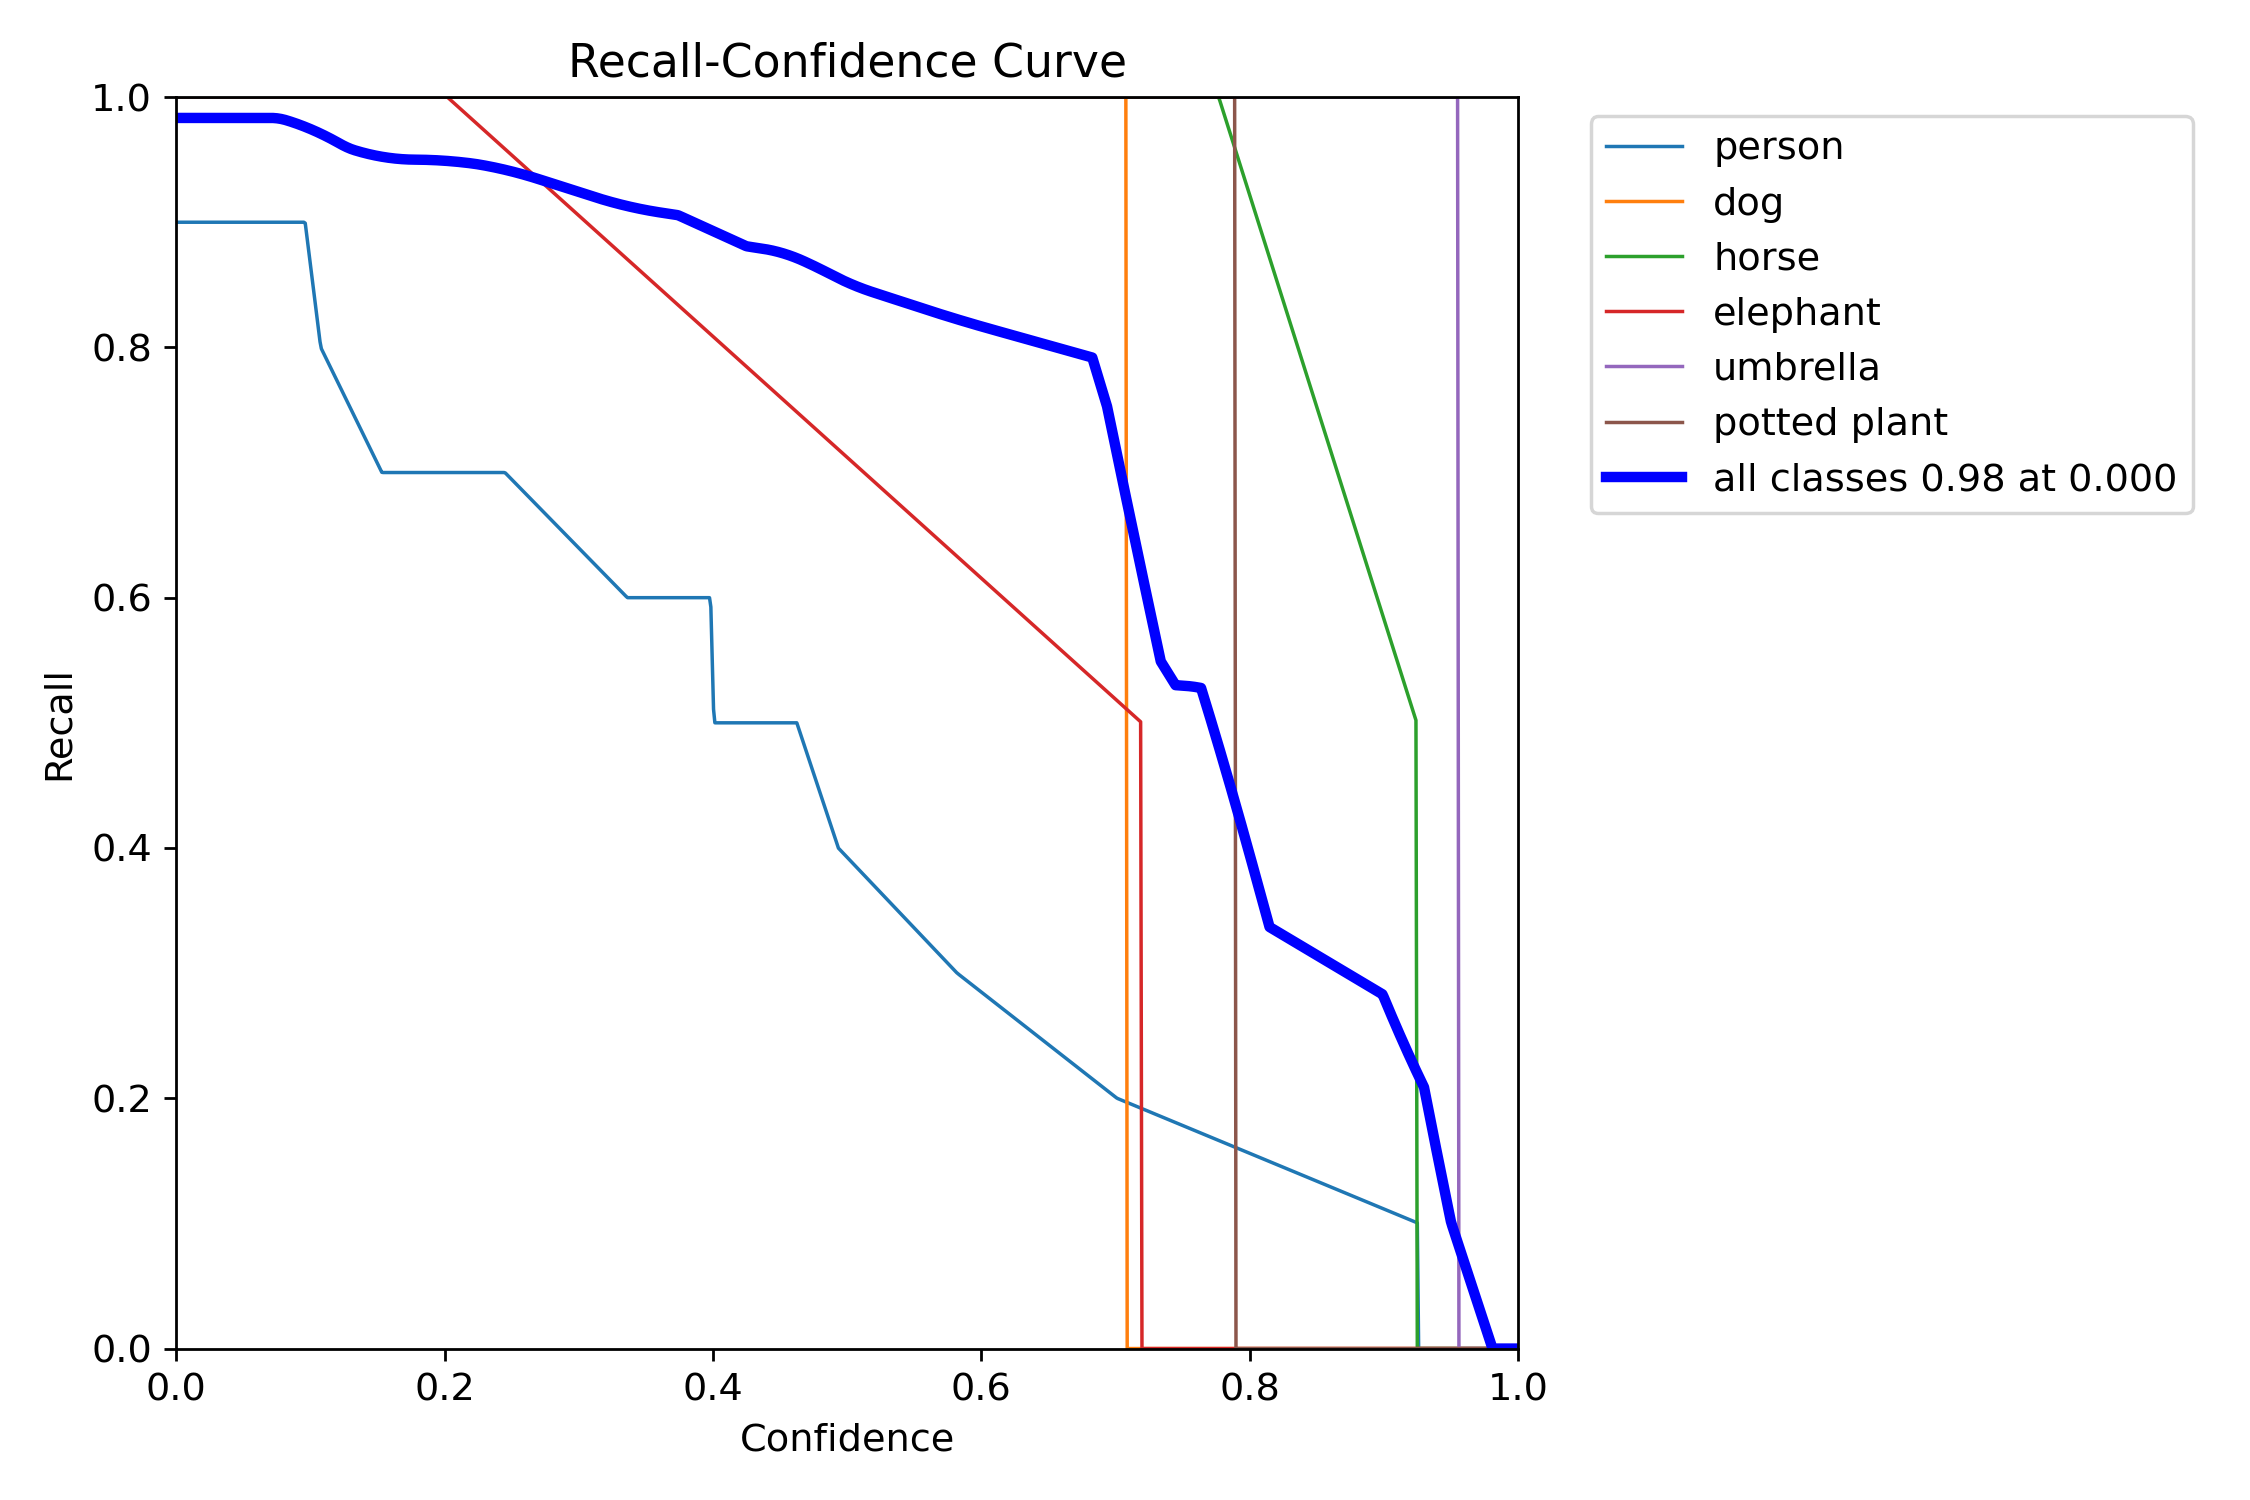 Recall-Confidence Curve
1.0
0.8
0.6
0.4
0.2
0.0
Recall
0.0 0.2 0.4 0.6 0.8 1.0
Confidence
person
dog
horse
elephant
umbrella
potted plant
all classes 0.98 at 0.000